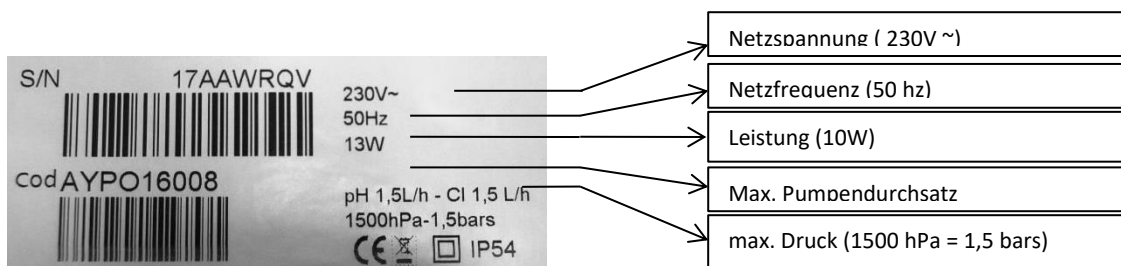 S/N 17AAWRQV
230V~
50Hz
13W
Cod AYPO16008
pH 1,5L/h - Cl 1,5 L/h
1500hPa-1,5bars
CE IP54
Netzspannung ( 230V ~)
Netzfrequenz (50 hz)
Leistung (10W)
Max. Pumpendurchsatz
max. Druck (1500 hPa = 1,5 bars)